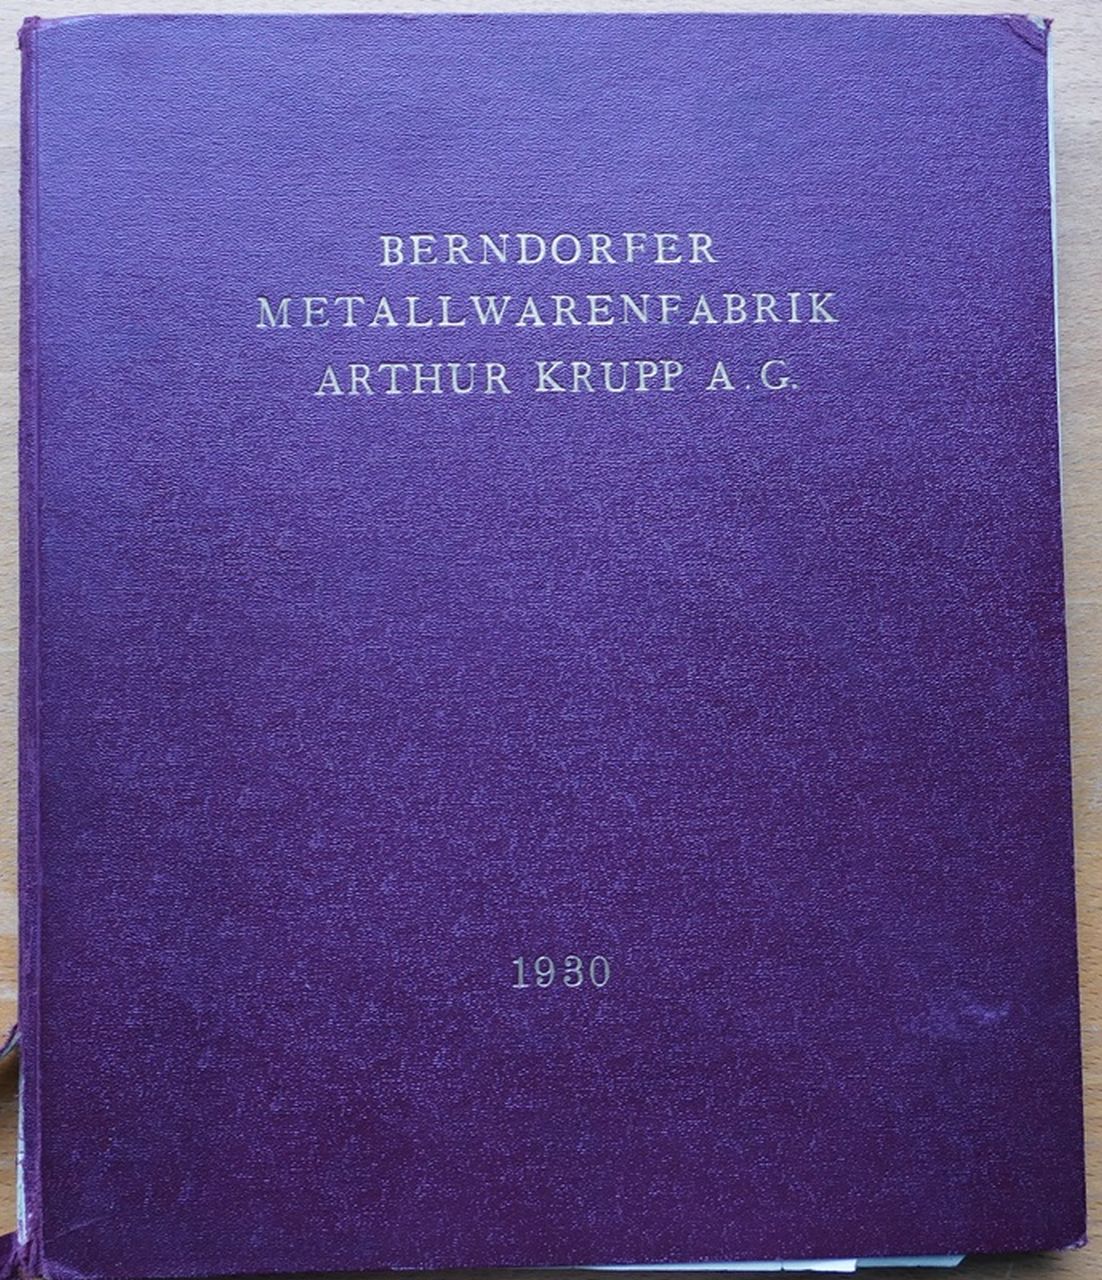 BERNDORFER
METALLWARENFABRIK
ARTHUR KRUPP A.G.
1930